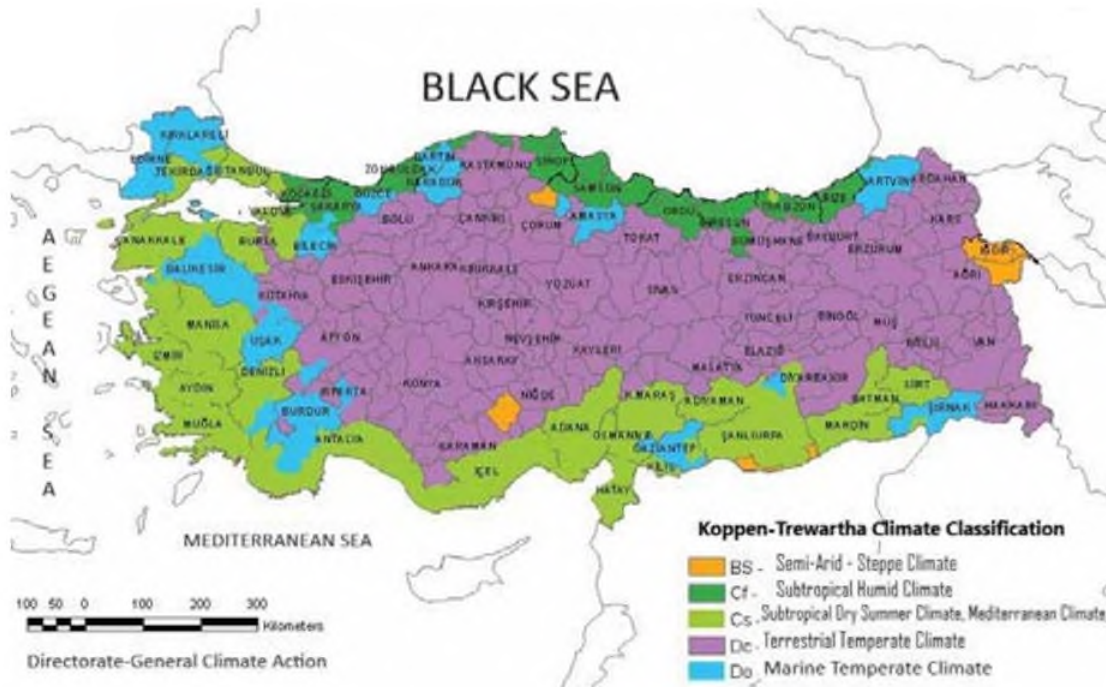 BLACK SEA
KIRKLARELİ
EDİRNE
TEKİRDAĞ
İSTANBUL
KOCAELİ
YALOVA
SAKARYA
DÜZCE
ZONGULDAK
BARTIN
KARABÜK
KASTAMONU
SİNOP
SAMSUN
ORDU
GİRESUN
TRABZON
RİZE
ARTVİN
ARDAHAN
KARS
IĞDIR
AĞRI
ÇANAKKALE
BURSA
BİLECİK
BOLU
ÇANKIRI
ÇORUM
AMASYA
TOKAT
GÜMÜŞHANE
BAYBURT
ERZURUM
BALIKESİR
KÜTAHYA
ESKİŞEHİR
ANKARA
KIRIKKALE
YOZGAT
SİVAS
ERZİNCAN
KIRŞEHİR
TUNCELİ
BİNGÖL
MUŞ
MANİSA
UŞAK
AFYON
NEVŞEHİR
KAYSERİ
AKSARAY
MALATYA
ELAZIĞ
BİTLİS
VAN
İZMİR
AYDIN
DENİZLİ
ISPARTA
KONYA
NİĞDE
DİYARBAKIR
BATMAN
SİİRT
ŞIRNAK
HAKKARİ
MUĞLA
BURDUR
ANTALYA
KARAMAN
İÇEL
ADANA
OSMANİYE
K.MARAŞ
ADIYAMAN
GAZİANTEP
KİLİS
ŞANLIURFA
MARDİN
HATAY
AEGEAN SEA
MEDITERRANEAN SEA
Koppen-Trewartha Climate Classification
BS - Semi-Arid - Steppe Climate
Cf - Subtropical Humid Climate
Cs - Subtropical Dry Summer Climate, Mediterranean Climate
Dc - Terrestrial Temperate Climate
Do Marine Temperate Climate
100 50 0 100 200 300
Kilometers
Directorate-General Climate Action